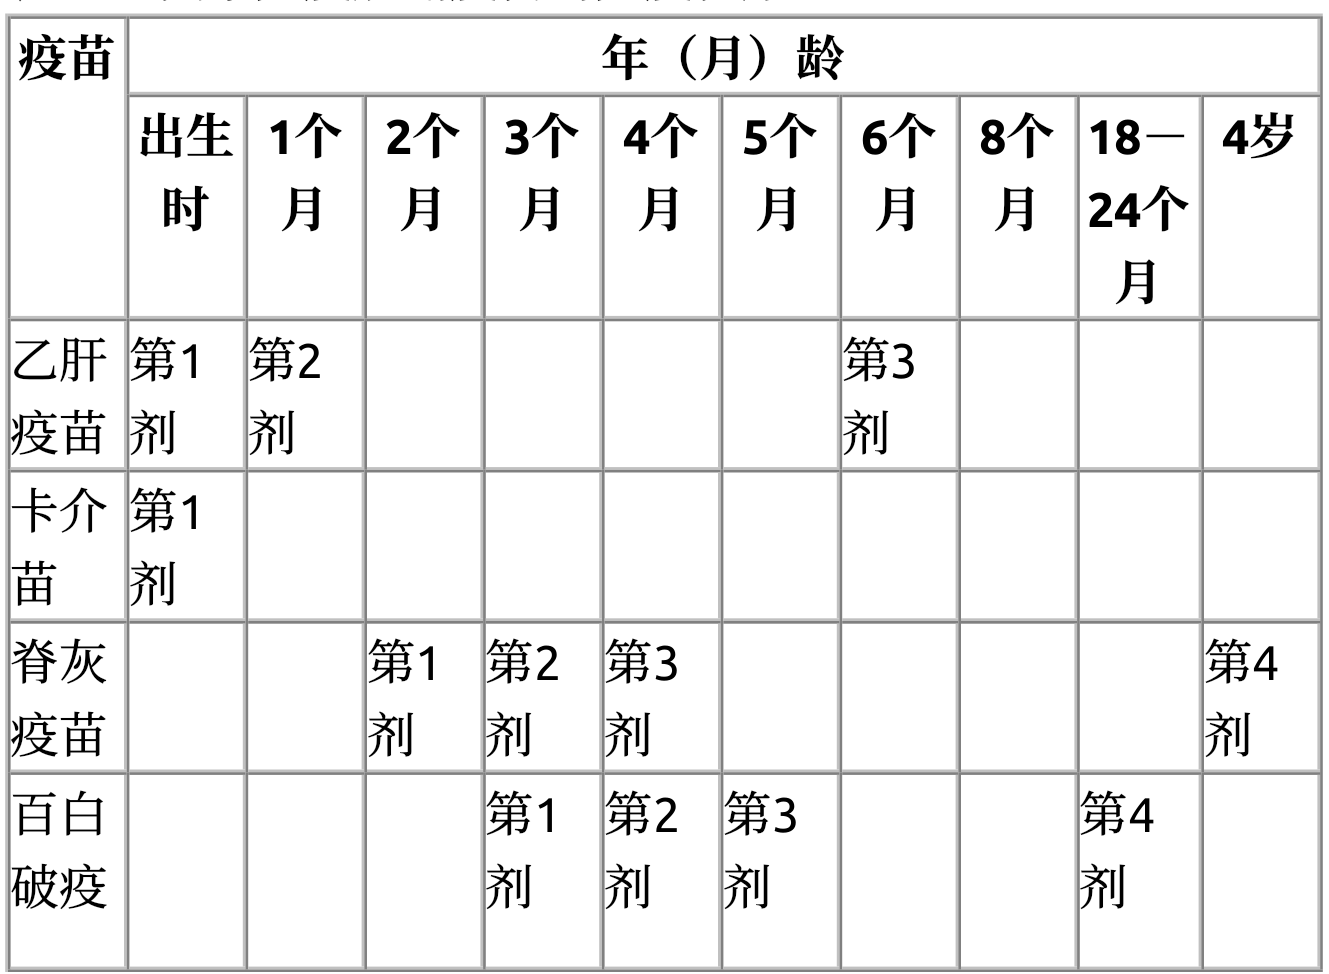 疫苗 年（月）龄
出生时 1个月 2个月 3个月 4个月 5个月 6个月 8个月 18－24个月 4岁
乙肝疫苗 第1剂 第2剂 第3剂
卡介苗 第1剂
脊灰疫苗 第1剂 第2剂 第3剂 第4剂
百白破疫 第1剂 第2剂 第3剂 第4剂